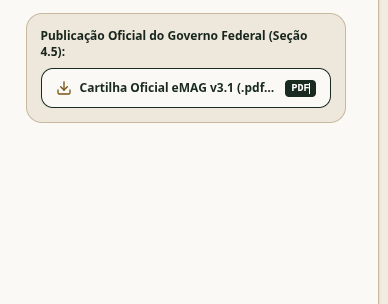 Publicação Oficial do Governo Federal (Seção
4.5):
Cartilha Oficial eMAG v3.1 (.pdf... PDF